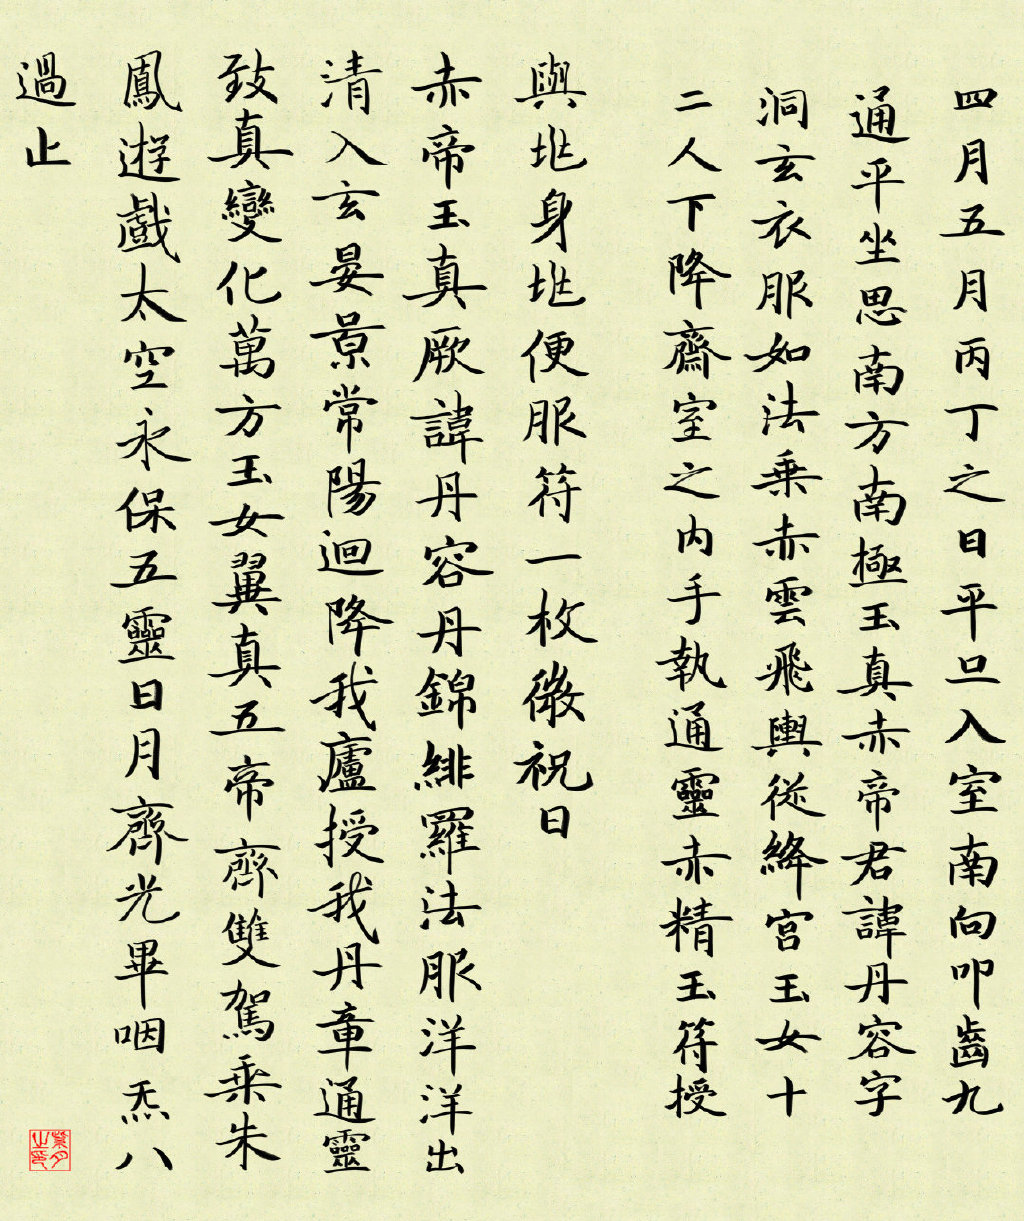 四月五月丙丁之日平旦入室南向叩齒九
通平坐思南方南極玉真赤帝君諱丹容字
洞玄衣服如法乗赤雲飛輿從絳宮玉女十
二人下降齋室之內手執通靈赤精玉符授
與兆身兆便服符一枚微祝曰
赤帝玉真厥諱丹容丹錦緋羅法服洋洋出
清入玄晏景常陽迴降我廬授我丹章通靈
致真變化萬方玉女翼真五帝齊雙駕乗朱
鳳遊戲太空永保五靈日月齊光畢咽炁八
過止